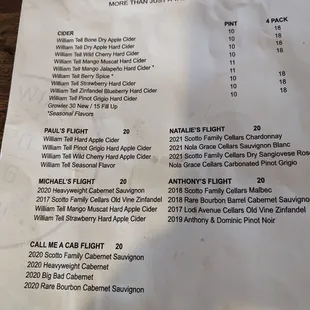 MORE THAN JUST A
CIDER PINT 4 PACK
William Tell Bone Dry Apple Cider 10 18
William Tell Dry Apple Hard Cider 10 18
William Tell Wild Cherry Hard Cider 10 18
William Tell Mango Muscat Hard Cider 10 18
William Tell Mango Jalapeño Hard Cider * 10
William Tell Berry Spice * 10
William Tell Strawberry Hard Cider 10 18
William Tell Zinfandel Blueberry Hard Cider 10 18
William Tell Pinot Grigio Hard Cider 10 18
Growler 30 New / 15 Fill Up
*Seasonal Flavors
PAUL'S FLIGHT 20
William Tell Hard Apple Cider
William Tell Pinot Grigio Hard Apple Cider
William Tell Wild Cherry Hard Apple Cider
William Tell Seasonal Flavor
NATALIE'S FLIGHT 20
2021 Scotto Family Cellars Chardonnay
2021 Nola Grace Cellars Sauvignon Blanc
2021 Scotto Family Cellars Dry Sangiovese Rose
Nola Grace Cellars Carbonated Pinot Grigio
MICHAEL'S FLIGHT 20
2020 Heavyweight Cabernet Sauvignon
2017 Scotto Family Cellars Old Vine Zinfandel
William Tell Mango Muscat Hard Apple Cider
William Tell Strawberry Hard Apple Cider
ANTHONY'S FLIGHT 20
2018 Scotto Family Cellars Malbec
2018 Rare Bourbon Barrel Cabernet Sauvignon
2017 Lodi Avenue Cellars Old Vine Zinfandel
2019 Anthony & Dominic Pinot Noir
CALL ME A CAB FLIGHT 20
2020 Scotto Family Cabernet Sauvignon
2020 Heavyweight Cabernet
2020 Big Bad Cabernet
2020 Rare Bourbon Cabernet Sauvignon